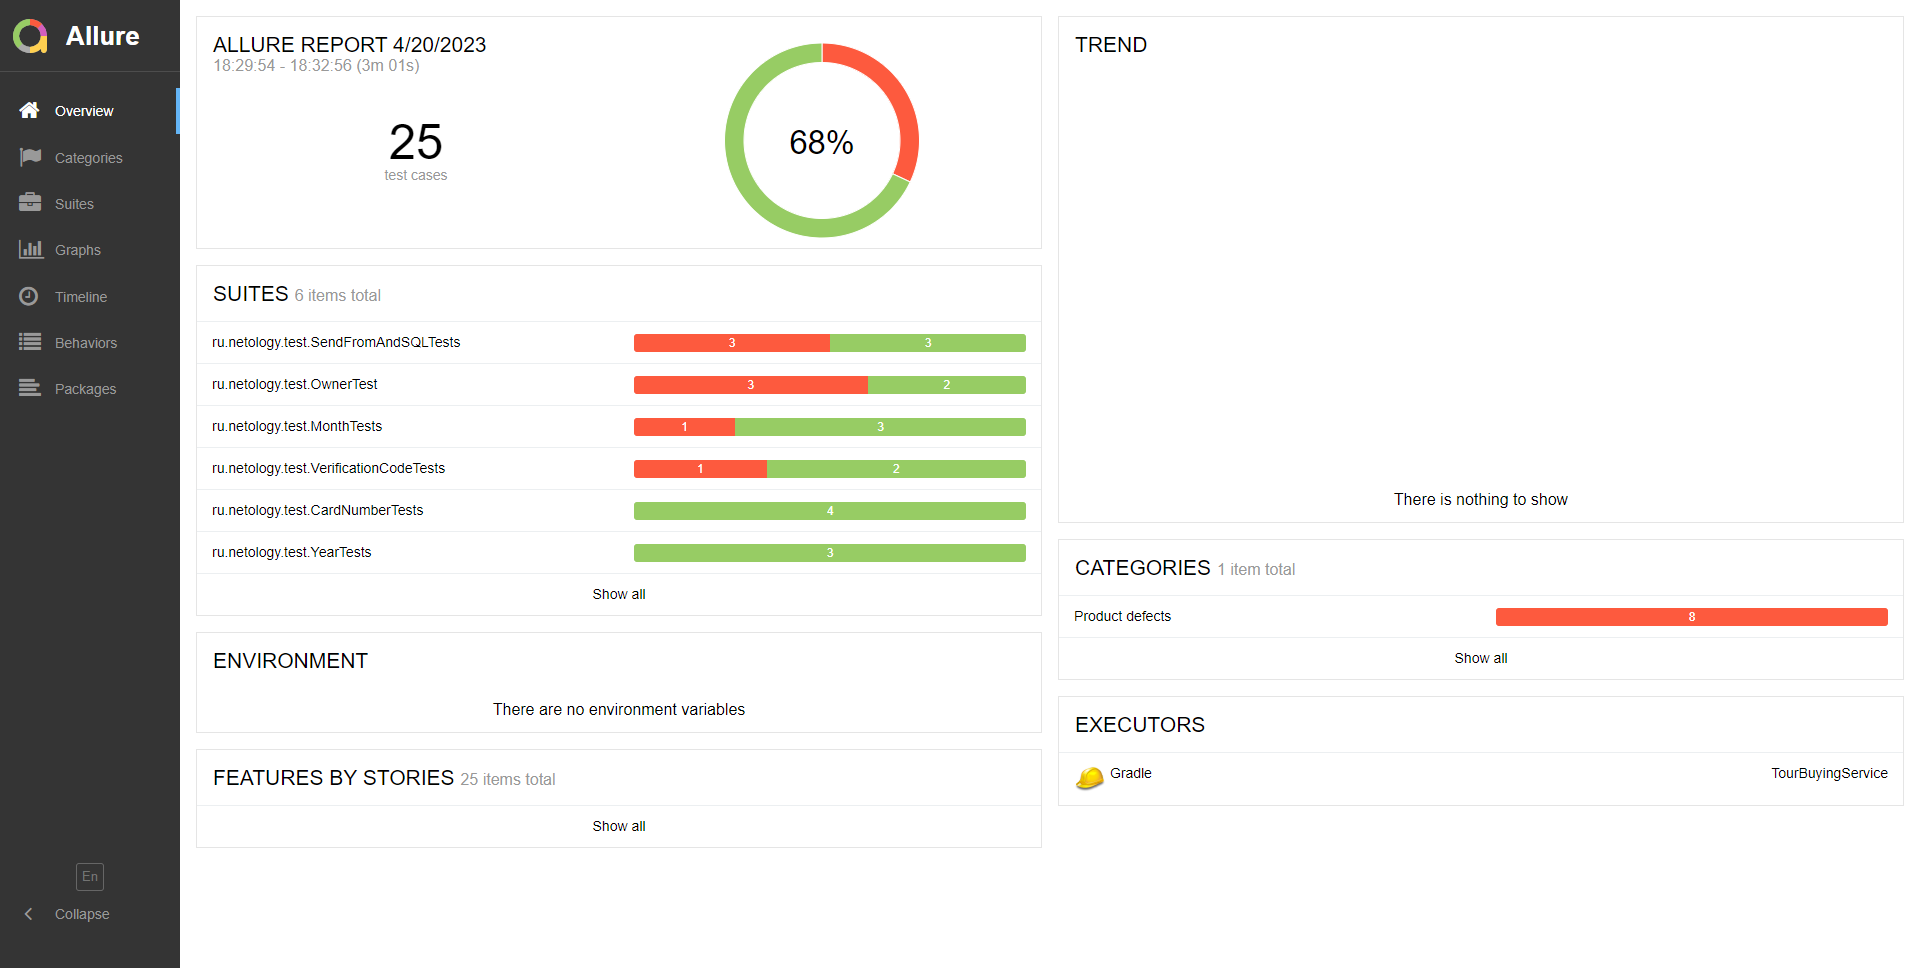 Allure
Overview
Categories
Suites
Graphs
Timeline
Behaviors
Packages
En
Collapse
ALLURE REPORT 4/20/2023
18:29:54 - 18:32:56 (3m 01s)
25
test cases
68%
SUITES 6 items total
ru.netology.test.SendFromAndSQLTests 3 3
ru.netology.test.OwnerTest 3 2
ru.netology.test.MonthTests 1 3
ru.netology.test.VerificationCodeTests 1 2
ru.netology.test.CardNumberTests 4
ru.netology.test.YearTests 3
Show all
ENVIRONMENT
There are no environment variables
FEATURES BY STORIES 25 items total
Show all
TREND
There is nothing to show
CATEGORIES 1 item total
Product defects 8
Show all
EXECUTORS
Gradle TourBuyingService